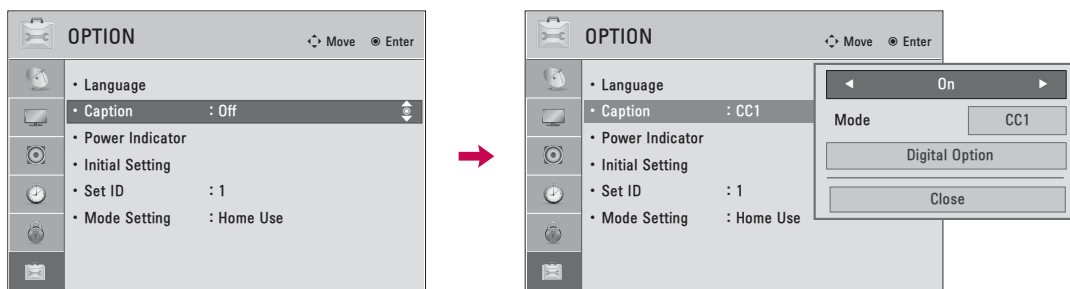 OPTION
Move Enter
• Language
• Caption : Off
• Power Indicator
• Initial Setting
• Set ID : 1
• Mode Setting : Home Use
OPTION
Move Enter
• Language
• Caption : CC1
• Power Indicator
• Initial Setting
• Set ID : 1
• Mode Setting : Home Use
On
Mode CC1
Digital Option
Close